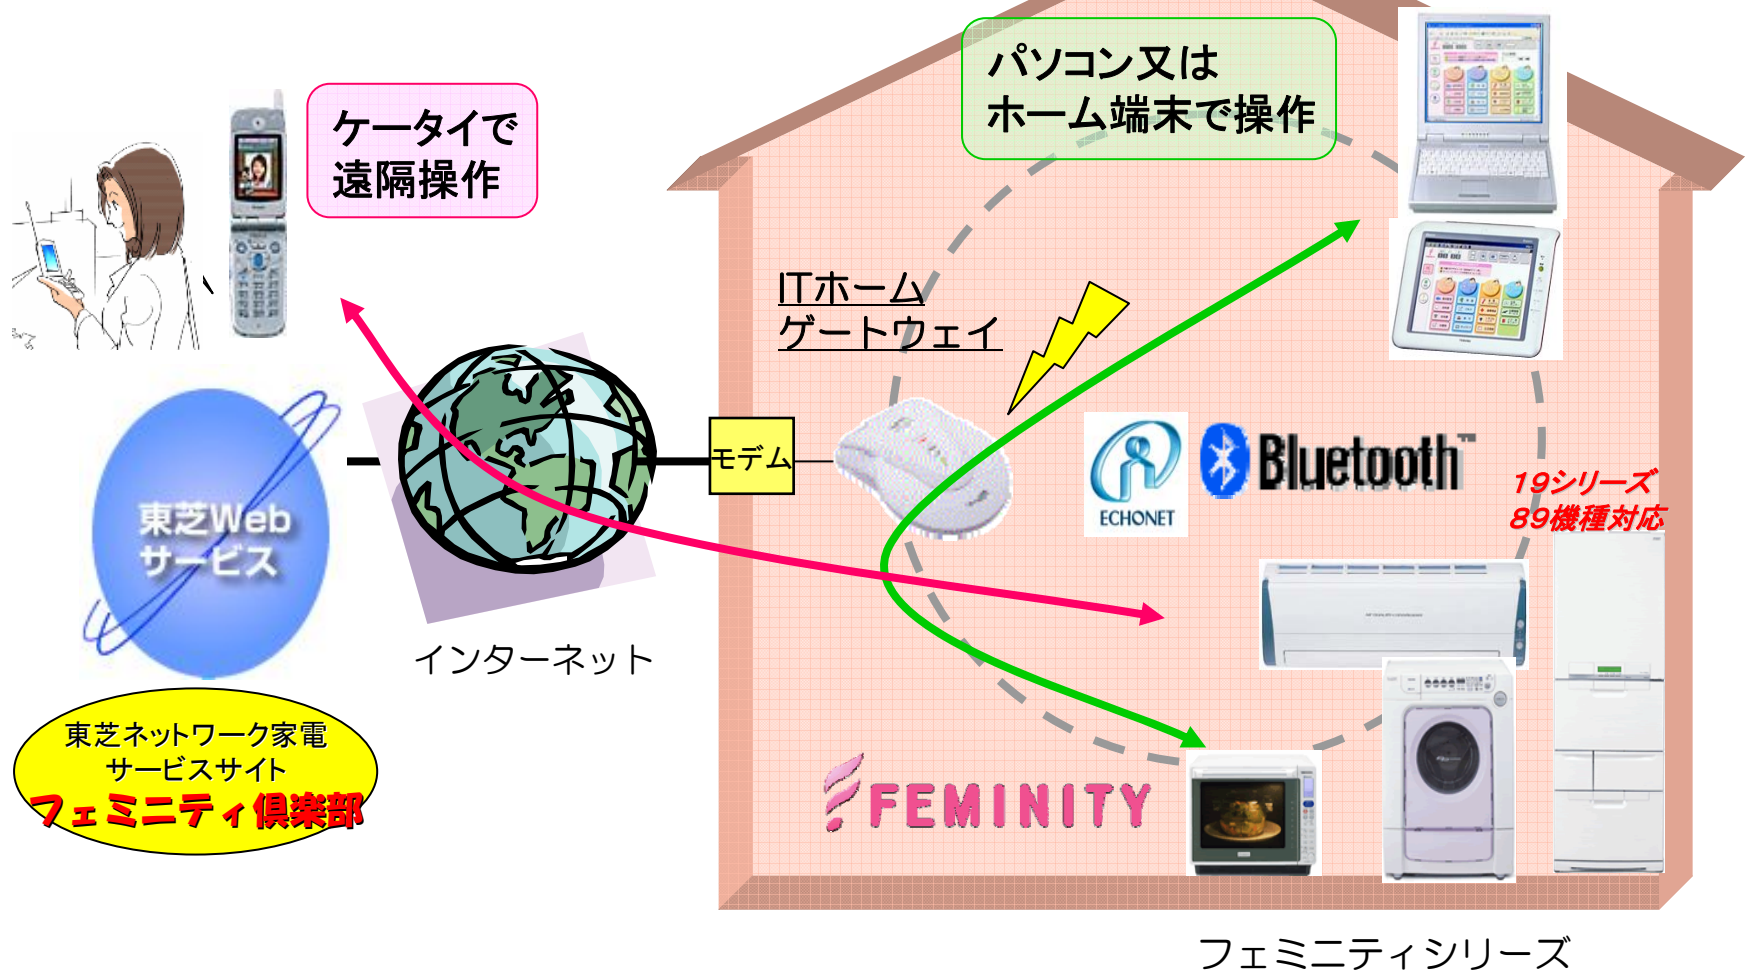 ケータイで
遠隔操作
パソコン又は
ホーム端末で操作
ITホーム
ゲートウェイ
モデム
ECHONET
Bluetooth™
19シリーズ
89機種対応
東芝Web
サービス
インターネット
東芝ネットワーク家電
サービスサイト
フェミニティ倶楽部
FEMINITY
フェミニティシリーズ